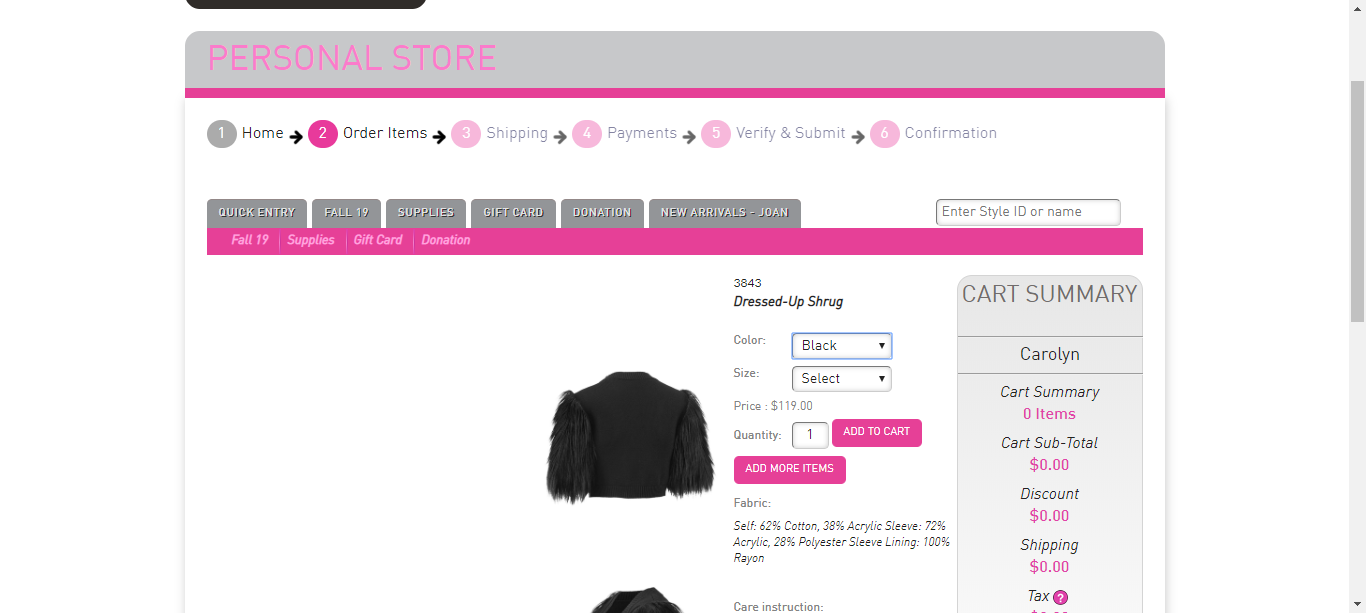 PERSONAL STORE
1 Home 2 Order Items 3 Shipping 4 Payments 5 Verify & Submit 6 Confirmation
QUICK ENTRY FALL 19 SUPPLIES GIFT CARD DONATION NEW ARRIVALS - JOAN Enter Style ID or name
Fall 19 Supplies Gift Card Donation
3843
Dressed-Up Shrug
Color: Black
Size: Select
Price : $119.00
Quantity: 1 ADD TO CART
ADD MORE ITEMS
Fabric:
Self: 62% Cotton, 38% Acrylic Sleeve: 72%
Acrylic, 28% Polyester Sleeve Lining: 100%
Rayon
Care instruction:
CART SUMMARY
Carolyn
Cart Summary
0 Items
Cart Sub-Total
$0.00
Discount
$0.00
Shipping
$0.00
Tax ?